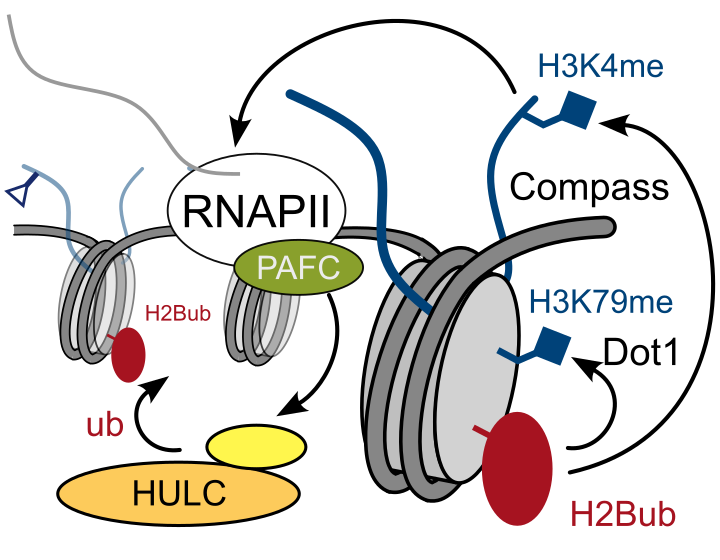 H3K4me
Compass
RNAPII
PAFC
H3K79me
H2Bub
Dot1
ub
HULC
H2Bub